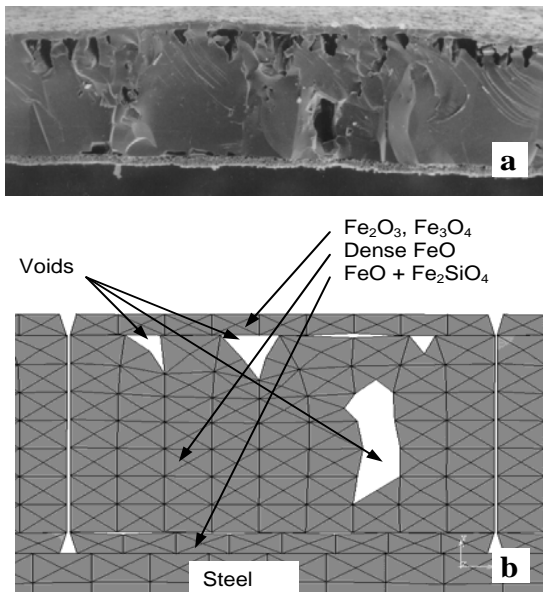 a
Fe₂O₃, Fe₃O₄
Voids
Dense FeO
FeO + Fe₂SiO₄
b
Steel